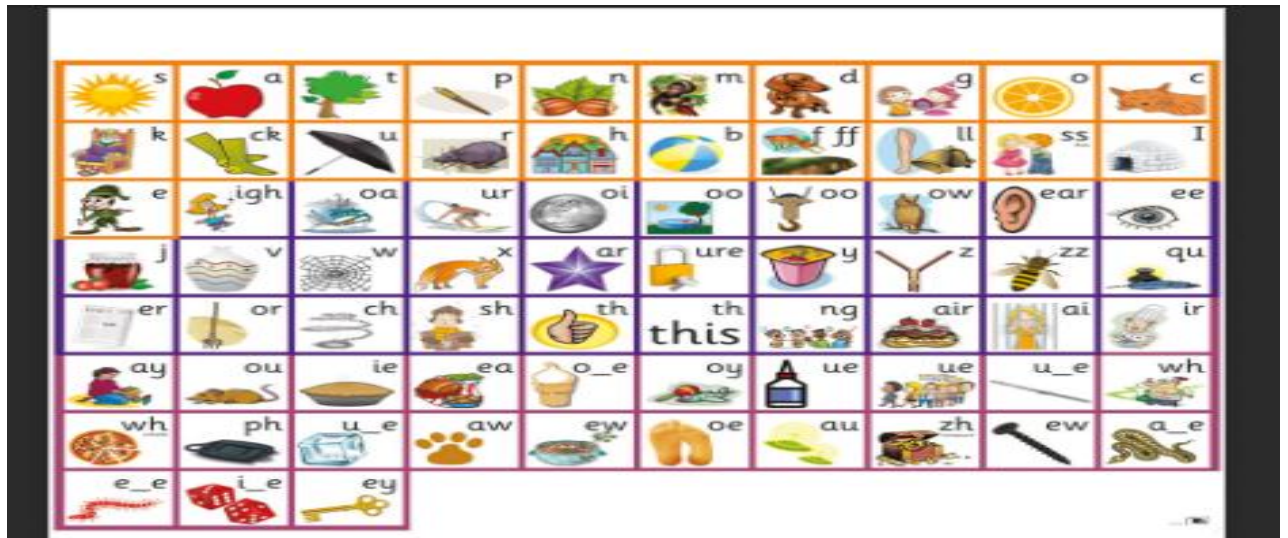 s a t p n m d g o c
k ck u r h b f ff ll ss I
e igh oa ur oi oo oo ow ear ee
j v w x ar ure y z zz qu
er or ch sh th th ng air ai ir
this
ay ou ie ea o_e oy ue ue u_e wh
wh ph u_e aw ew oe au zh ew a_e
e_e i_e ey